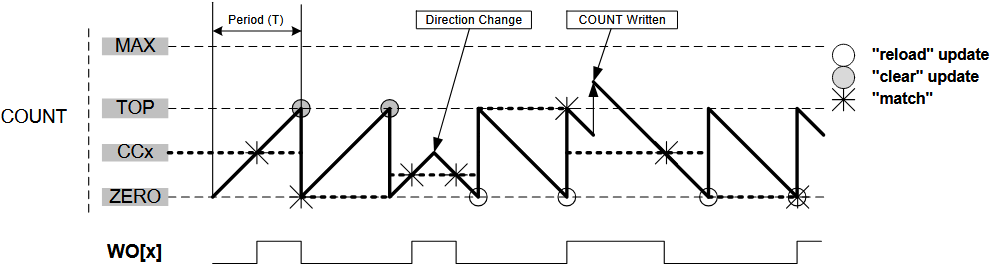 Period (T)
Direction Change
COUNT Written
MAX
"reload" update
"clear" update
"match"
TOP
COUNT
CCx
ZERO
WO[x]